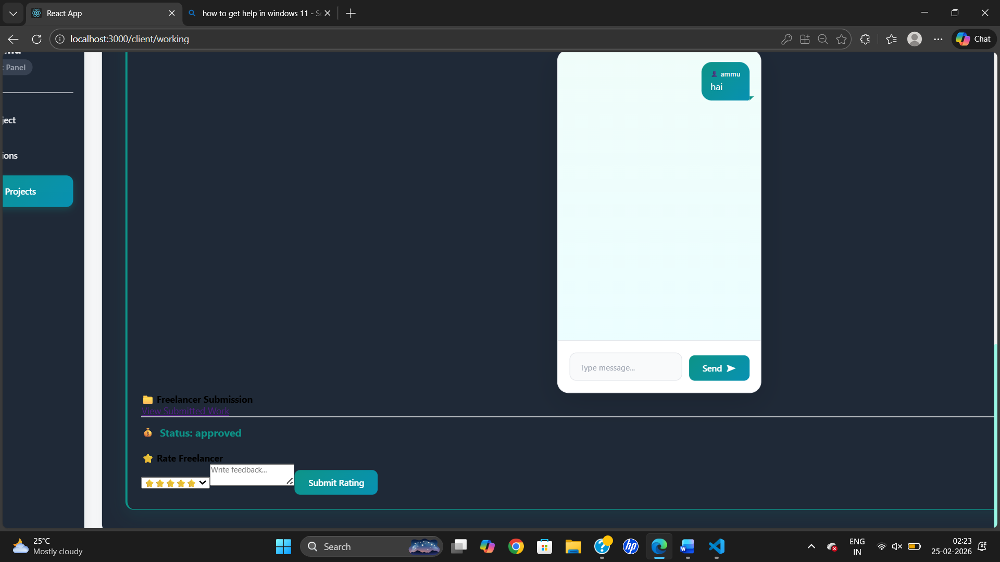 React App
how to get help in windows 11 - Se
localhost:3000/client/working
Chat
: Panel
ject
ions
Projects
ammu
hai
Type message...
Send
Freelancer Submission
View Submitted Work
Status: approved
Rate Freelancer
Write feedback...
Submit Rating
25°C
Mostly cloudy
Search
hp
W
ENG
IN
02:23
25-02-2026